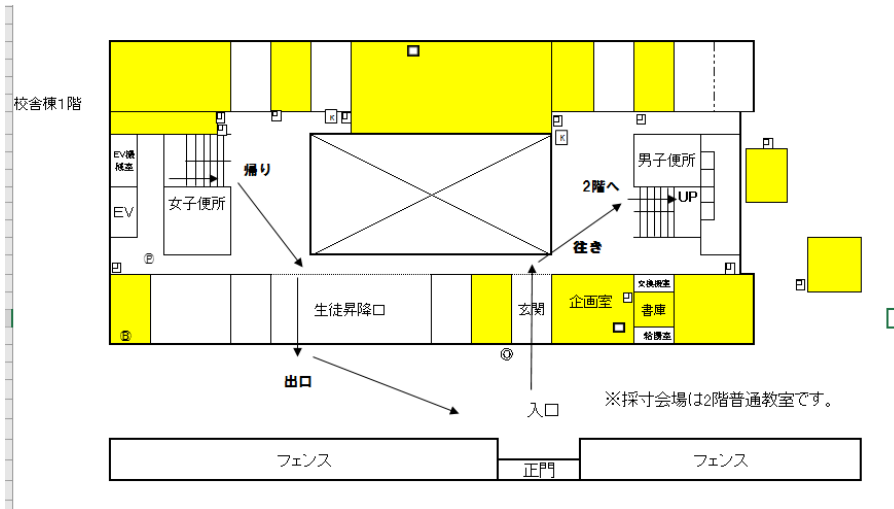 校舎棟1階
K
K
EV機
械室
帰り
男子便所
2階へ
UP
EV
女子便所
往き
P
生徒昇降口
玄関
企画室
交換機室
書庫
B
出口
入口
※採寸会場は2階普通教室です。
フェンス
正門
フェンス